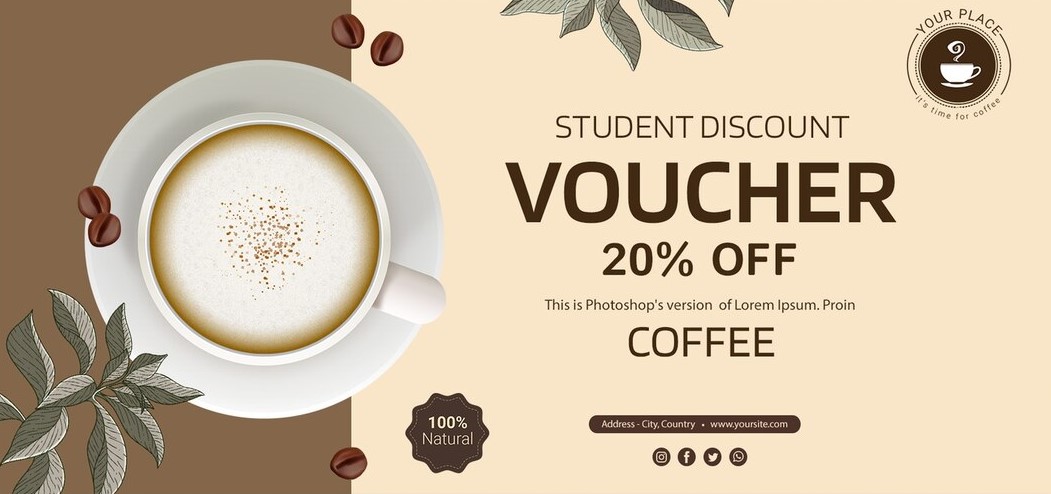 YOUR PLACE
it's time for coffee
STUDENT DISCOUNT
VOUCHER
20% OFF
This is Photoshop's version of Lorem Ipsum. Proin
COFFEE
100%
Natural
Address - City, Country • www.yoursite.com